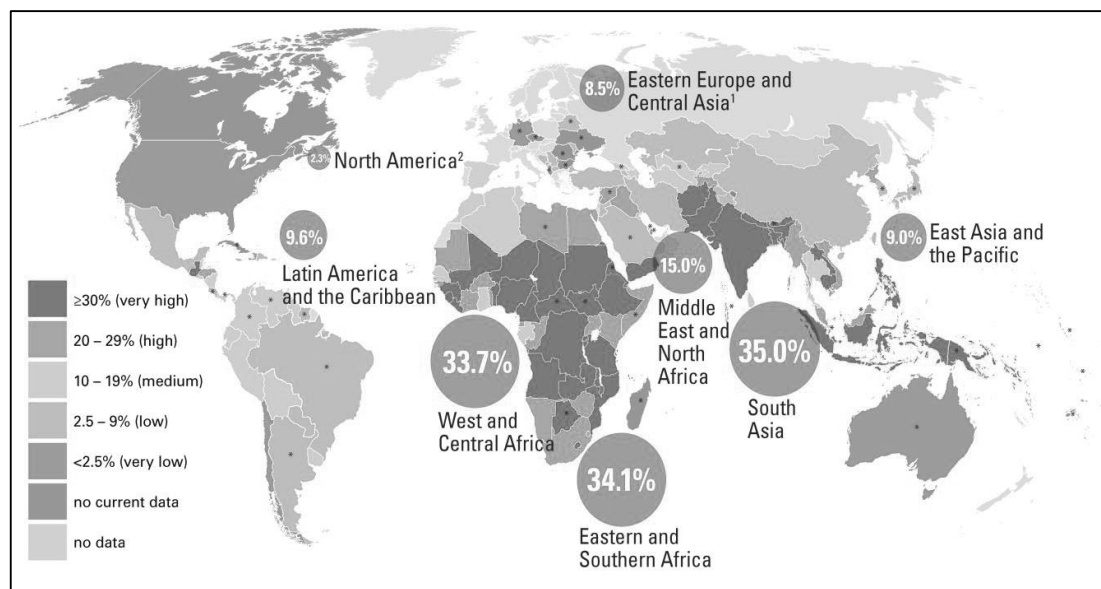 8.5%
Eastern Europe and
Central Asia¹
2.3%
North America²
9.6%
Latin America
and the Caribbean
9.0%
East Asia and
the Pacific
15.0%
Middle
East and
North
Africa
33.7%
West and
Central Africa
35.0%
South
Asia
34.1%
Eastern and
Southern Africa
≥30% (very high)
20 – 29% (high)
10 – 19% (medium)
2.5 – 9% (low)
<2.5% (very low)
no current data
no data